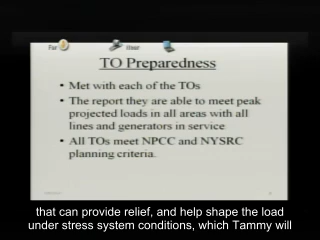 TO Preparedness
• Met with each of the TOs
• The report they are able to meet peak
projected loads in all areas with all
lines and generators in service
• All TOs meet NPCC and NYSRC
planning criteria.
that can provide relief, and help shape the load
under stress system conditions, which Tammy will